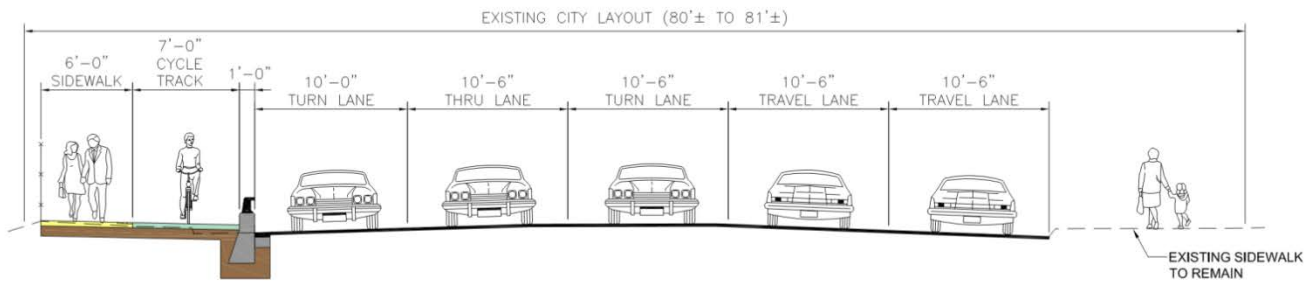 EXISTING CITY LAYOUT (80'± TO 81'±)
6'-0"
SIDEWALK
7'-0"
CYCLE
TRACK
1'-0"
10'-0"
TURN LANE
10'-6"
THRU LANE
10'-6"
TURN LANE
10'-6"
TRAVEL LANE
10'-6"
TRAVEL LANE
EXISTING SIDEWALK
TO REMAIN